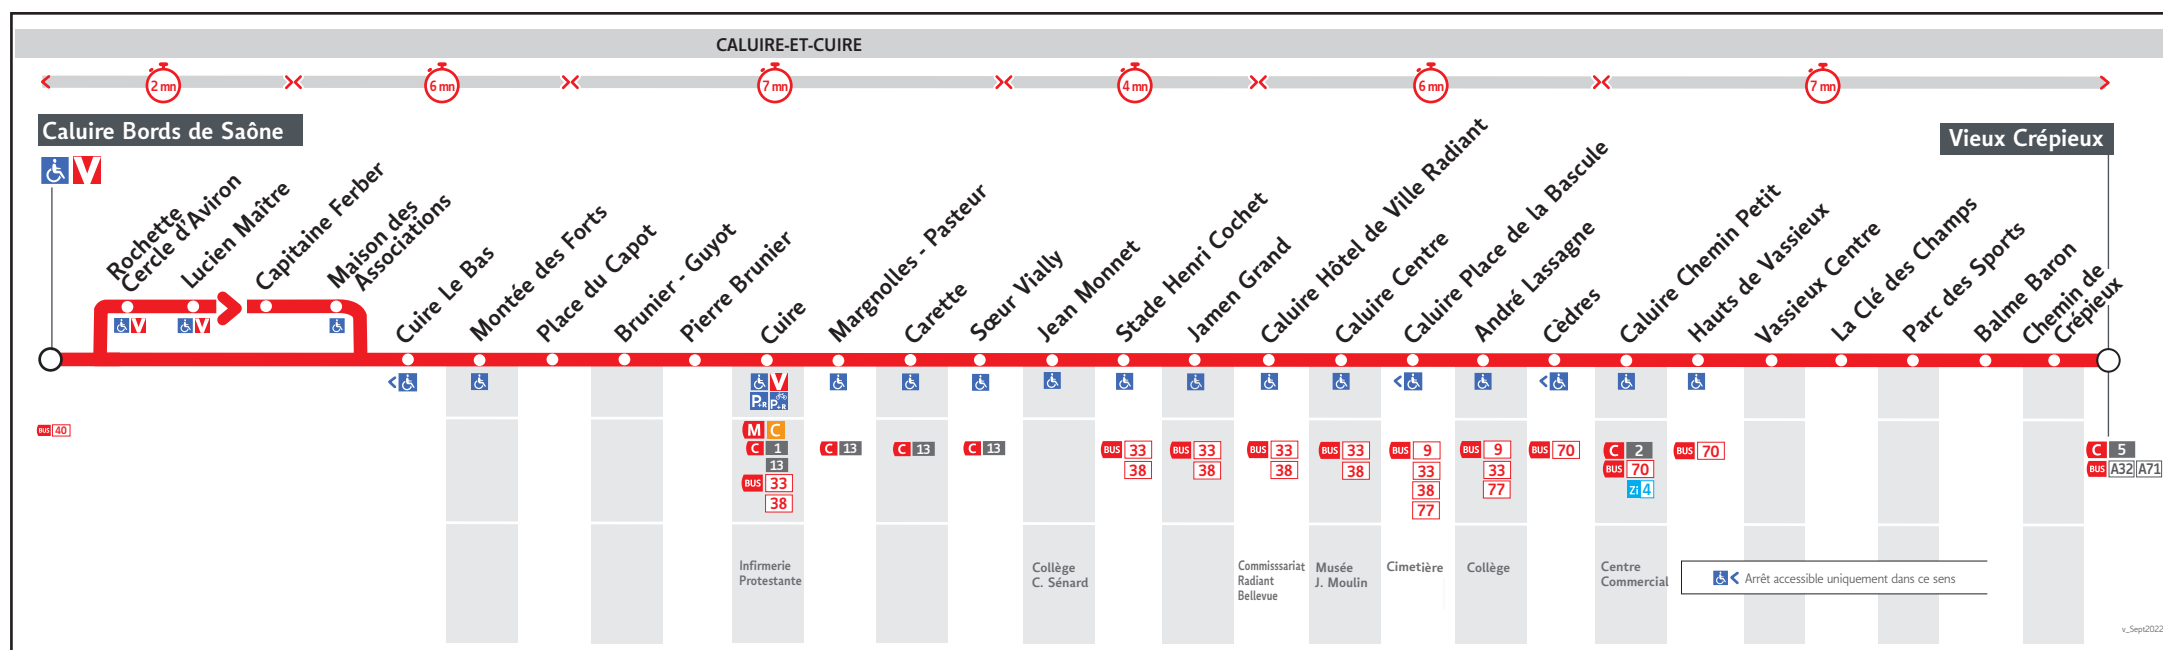 CALUIRE-ET-CUIRE
2 mn
6 mn
7 mn
4 mn
6 mn
7 mn
Caluire Bords de Saône
Vieux Crépieux
V
Rochette
Cercle d'Aviron
Lucien Maître
Capitaine Ferber
Maison des
Associations
Cuire Le Bas
Montée des Forts
Place du Capot
Brunier - Guyot
Pierre Brunier
Cuire
Margnolles - Pasteur
Carette
Sœur Vially
Jean Monnet
Stade Henri Cochet
Jamen Grand
Caluire Hôtel de Ville Radiant
Caluire Centre
Caluire Place de la Bascule
André Lassagne
Cèdres
Caluire Chemin Petit
Hauts de Vassieux
Vassieux Centre
La Clé des Champs
Parc des Sports
Balme Baron
Chemin de
Crépieux
V
V
V
P+R P+R
BUS 40
M C
C 1
13
BUS 33
38
C 13
C 13
C 13
BUS 33
38
BUS 33
38
BUS 33
38
BUS 33
38
BUS 9
33
38
77
BUS 9
33
77
BUS 70
C 2
BUS 70
Zi 4
BUS 70
C 5
BUS A32 A71
Infirmerie
Protestante
Collège
C. Sénard
Commisssariat
Radiant
Bellevue
Musée
J. Moulin
Cimetière
Collège
Centre
Commercial
Arrêt accessible uniquement dans ce sens
v_Sept2022